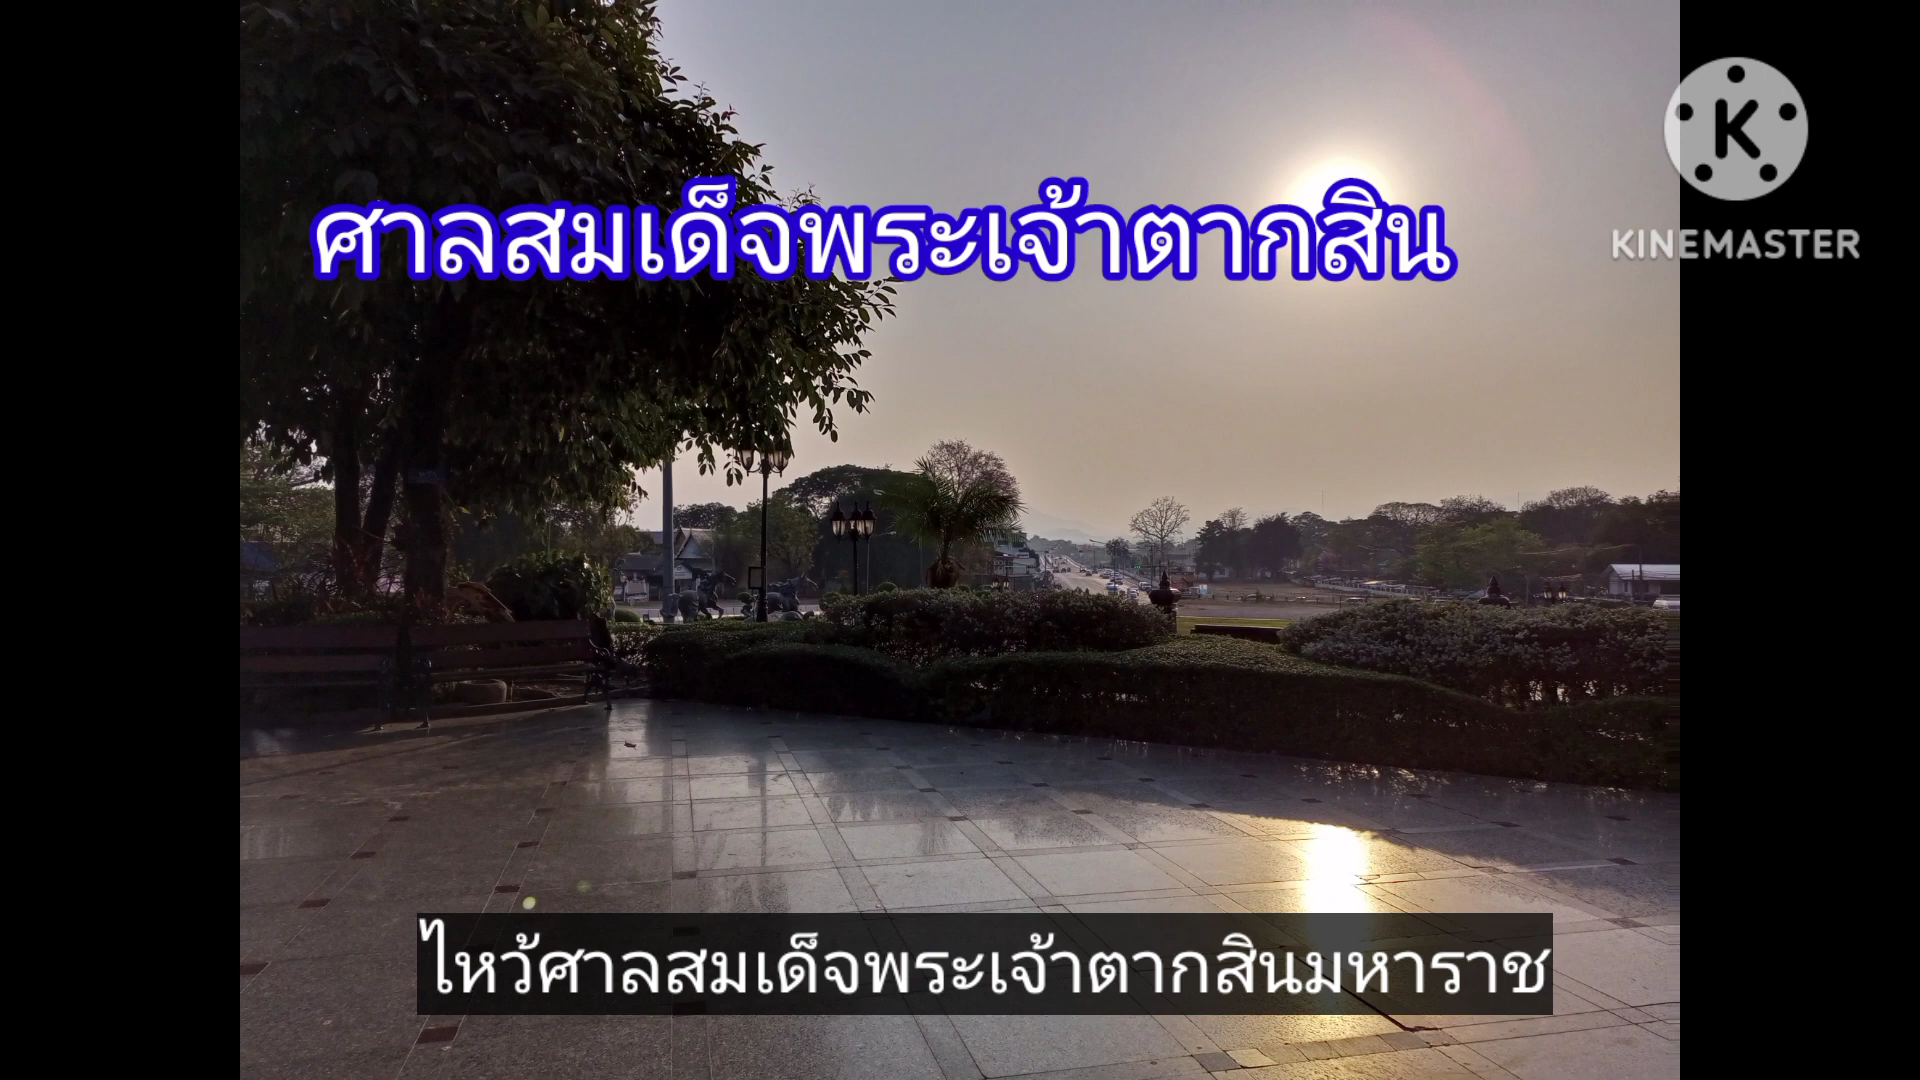 ศาลสมเด็จพระเจ้าตากสิน
K
KINEMASTER
ไหว้ศาลสมเด็จพระเจ้าตากสินมหาราช